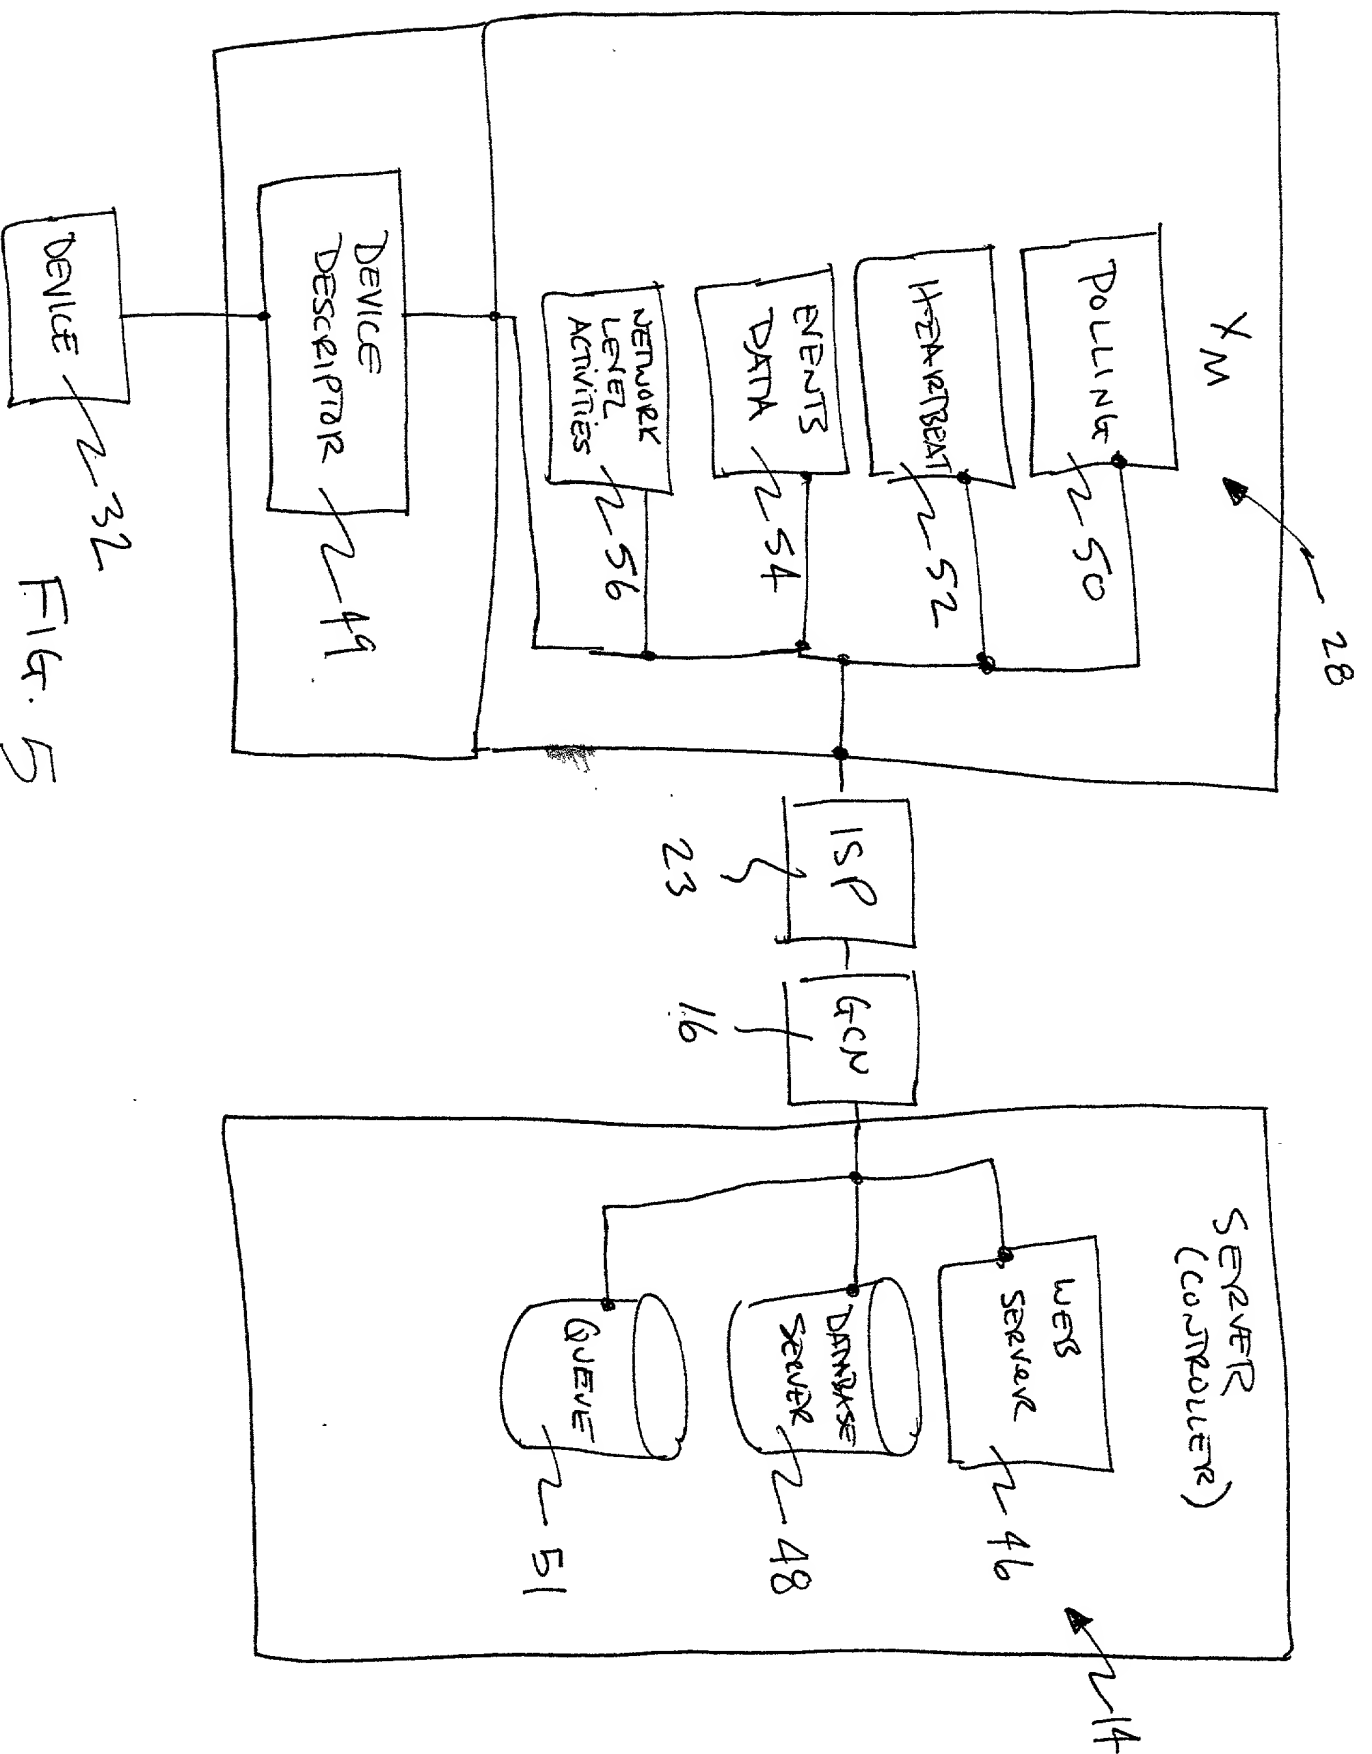 XM
28
POLLING
50
HEARTBEAT
52
EVENTS
DATA
54
NETWORK
LEVEL
ACTIVITIES
56
DEVICE
DESCRIPTOR
49
DEVICE
32
ISP
23
GCN
16
SERVER
(CONTROLLER)
14
WEB
SERVER
46
DATABASE
SERVER
48
QUEUE
51
FIG. 5